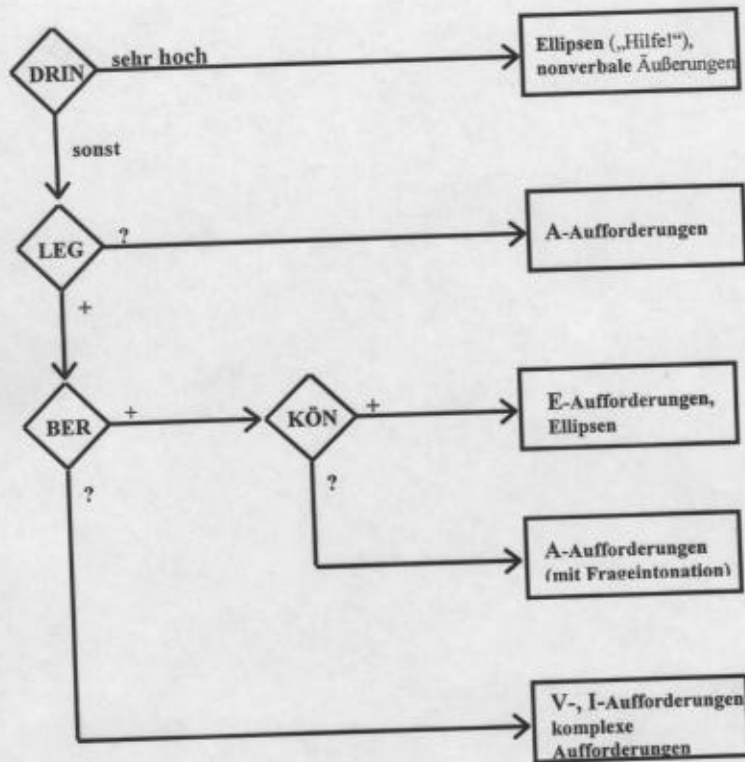 DRIN
sehr hoch
Ellipsen („Hilfe!“),
nonverbale Äußerungen
sonst
LEG
?
A-Aufforderungen
+
BER
+
KÖN
+
E-Aufforderungen,
Ellipsen
?
?
A-Aufforderungen
(mit Frageintonation)
V-, I-Aufforderungen
komplexe
Aufforderungen